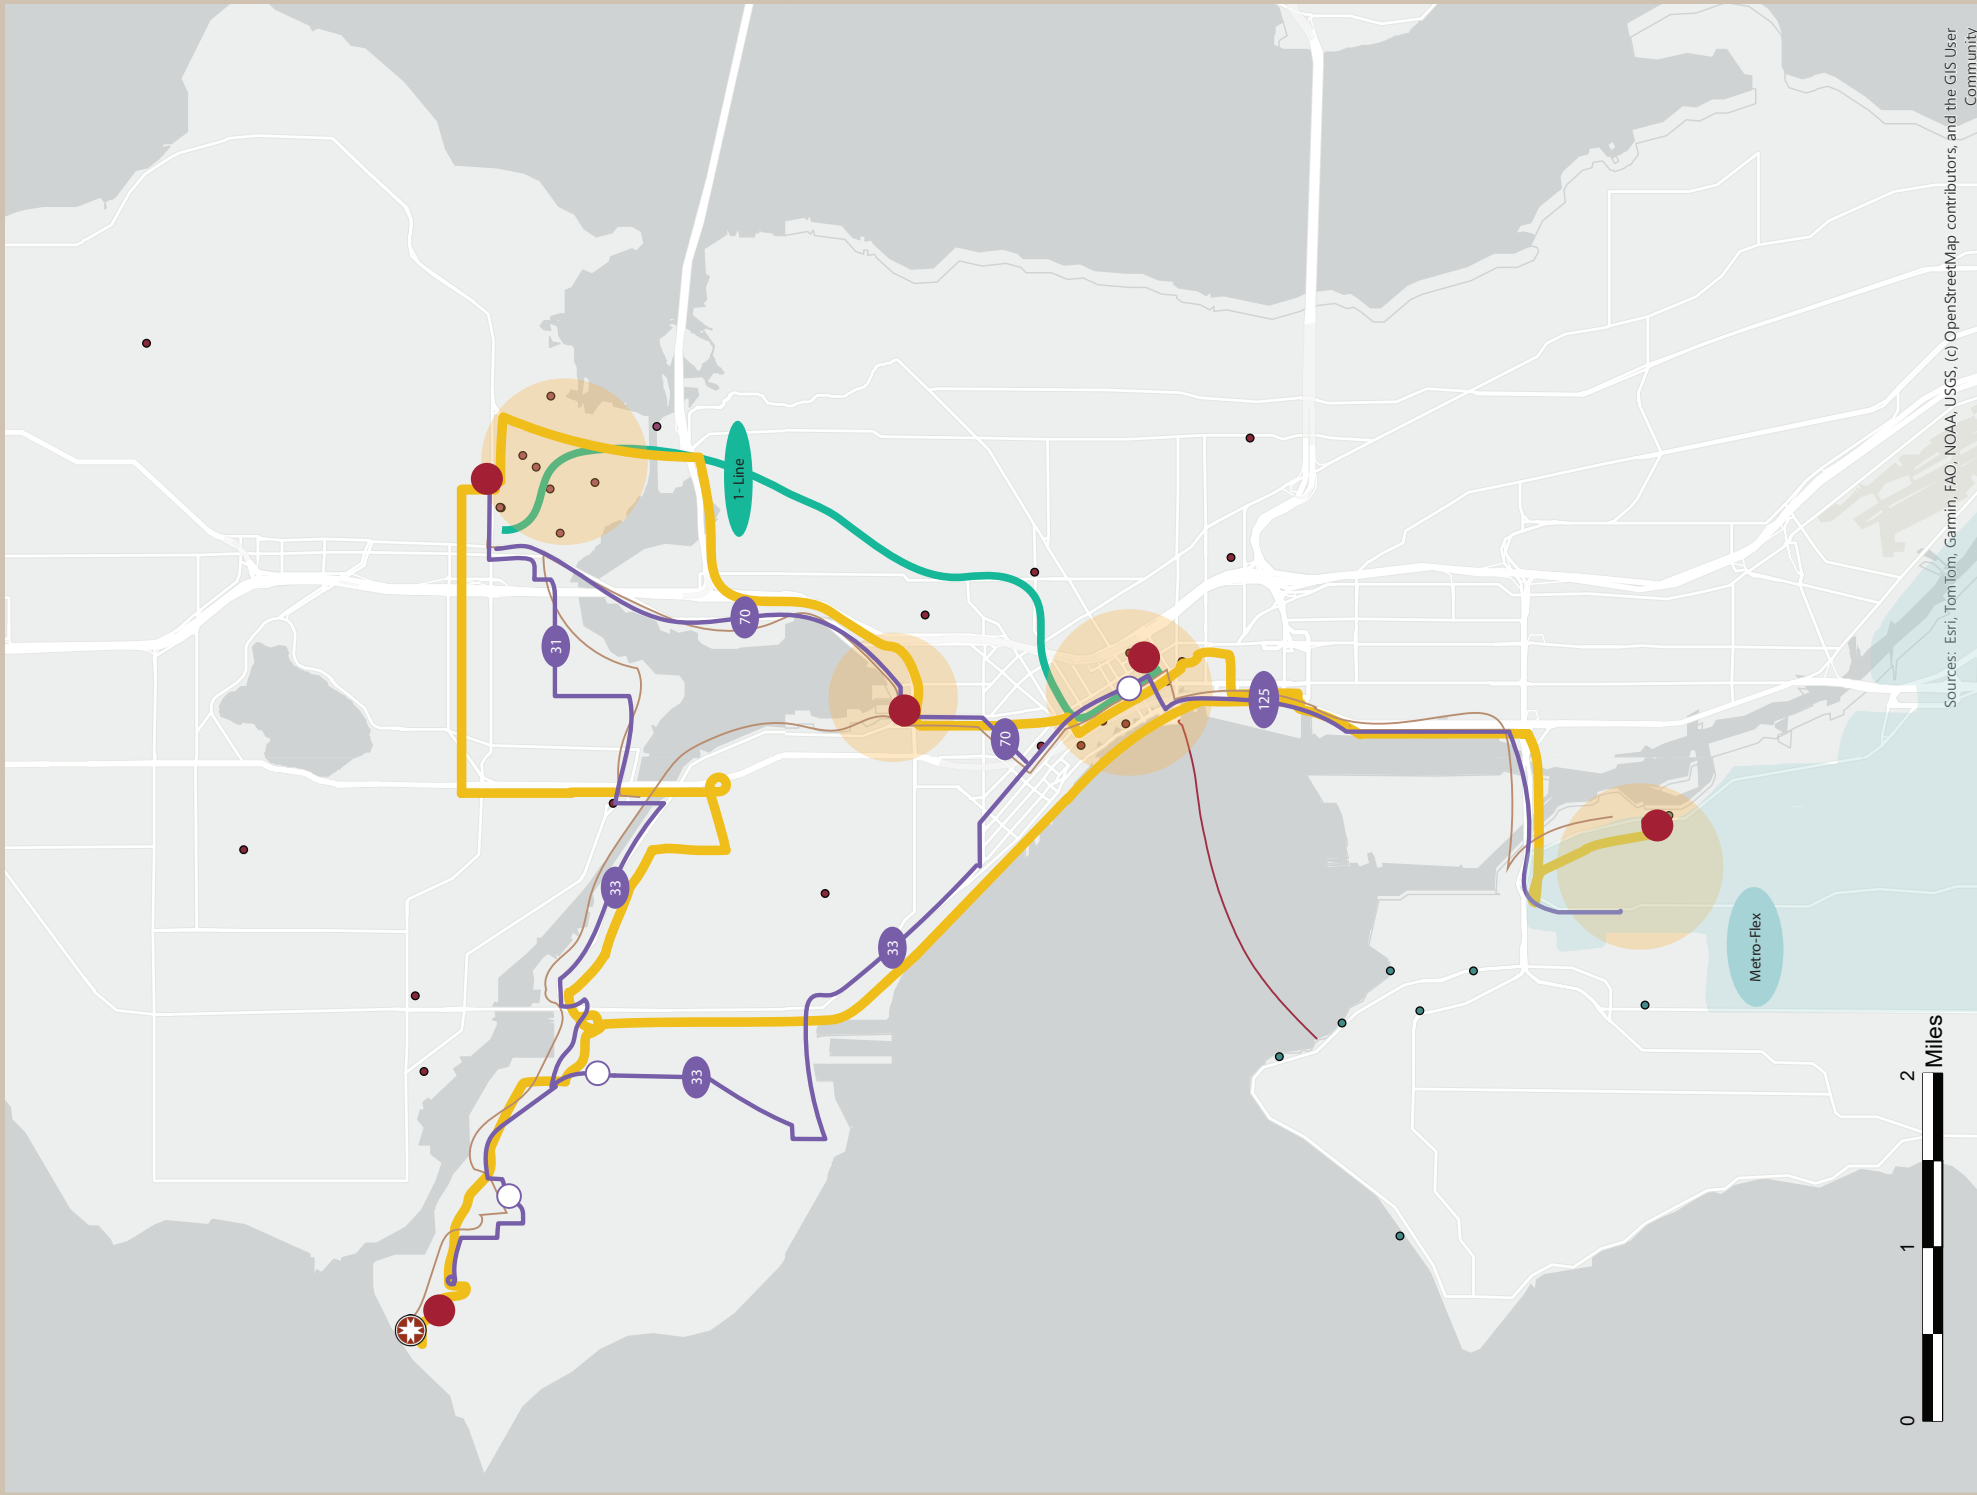 1- Line
31
70
70
33
33
33
125
Metro-Flex
0 1 2
Miles
Sources: Esri, TomTom, Garmin, FAO, NOAA, USGS, (c) OpenStreetMap contributors, and the GIS User
Community